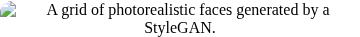 A grid of photorealistic faces generated by a
StyleGAN.